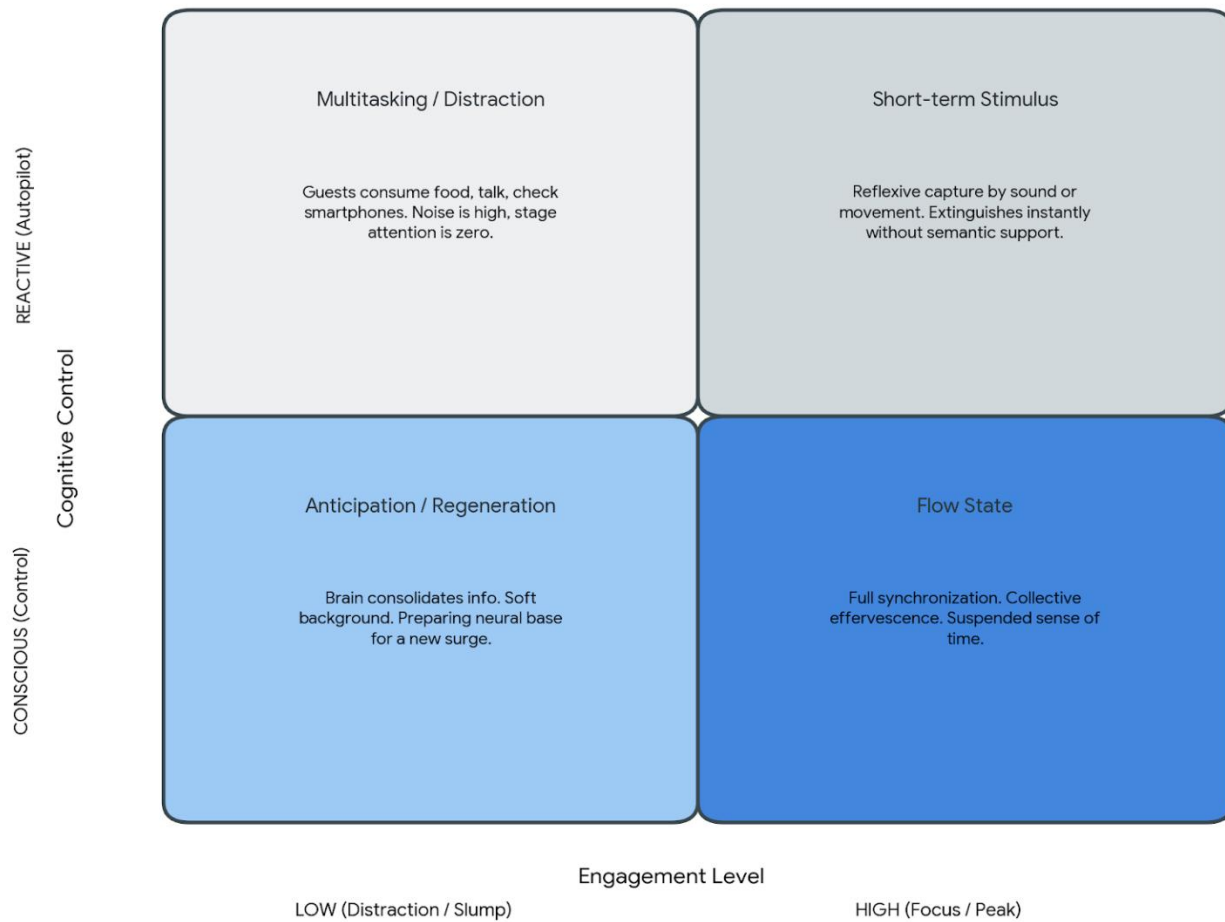 Multitasking / Distraction
Guests consume food, talk, check
smartphones. Noise is high, stage
attention is zero.
Short-term Stimulus
Reflexive capture by sound or
movement. Extinguishes instantly
without semantic support.
REACTIVE (Autopilot)
Cognitive Control
CONSCIOUS (Control)
Anticipation / Regeneration
Brain consolidates info. Soft
background. Preparing neural base
for a new surge.
Flow State
Full synchronization. Collective
effervescence. Suspended sense of
time.
Engagement Level
LOW (Distraction / Slump)
HIGH (Focus / Peak)